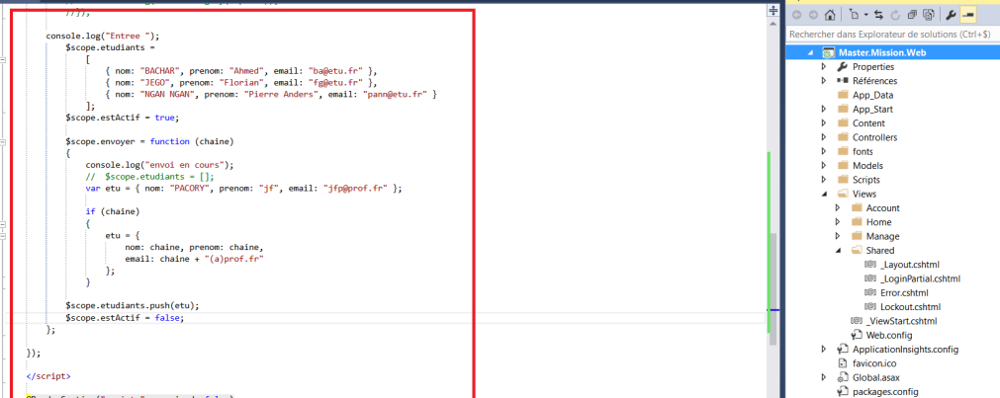 //});
console.log("Entree ");
$scope.etudiants =
[
{ nom: "BACHAR", prenom: "Ahmed", email: "ba@etu.fr" },
{ nom: "JEGO", prenom: "Florian", email: "fg@etu.fr" },
{ nom: "NGAN NGAN", prenom: "Pierre Anders", email: "pann@etu.fr" }
];
$scope.estActif = true;
$scope.envoyer = function (chaine)
{
console.log("envoi en cours");
// $scope.etudiants = [];
var etu = { nom: "PACORY", prenom: "jf", email: "jfp@prof.fr" };
if (chaine)
{
etu = {
nom: chaine, prenom: chaine,
email: chaine + "(a)prof.fr"
};
}
$scope.etudiants.push(etu);
$scope.estActif = false;
};
});
</script>
Rechercher dans Explorateur de solutions (Ctrl+$)
Master.Mission.Web
Properties
Références
App_Data
App_Start
Content
Controllers
fonts
Models
Scripts
Views
Account
Home
Manage
Shared
_Layout.cshtml
_LoginPartial.cshtml
Error.cshtml
Lockout.cshtml
_ViewStart.cshtml
Web.config
ApplicationInsights.config
favicon.ico
Global.asax
packages.config